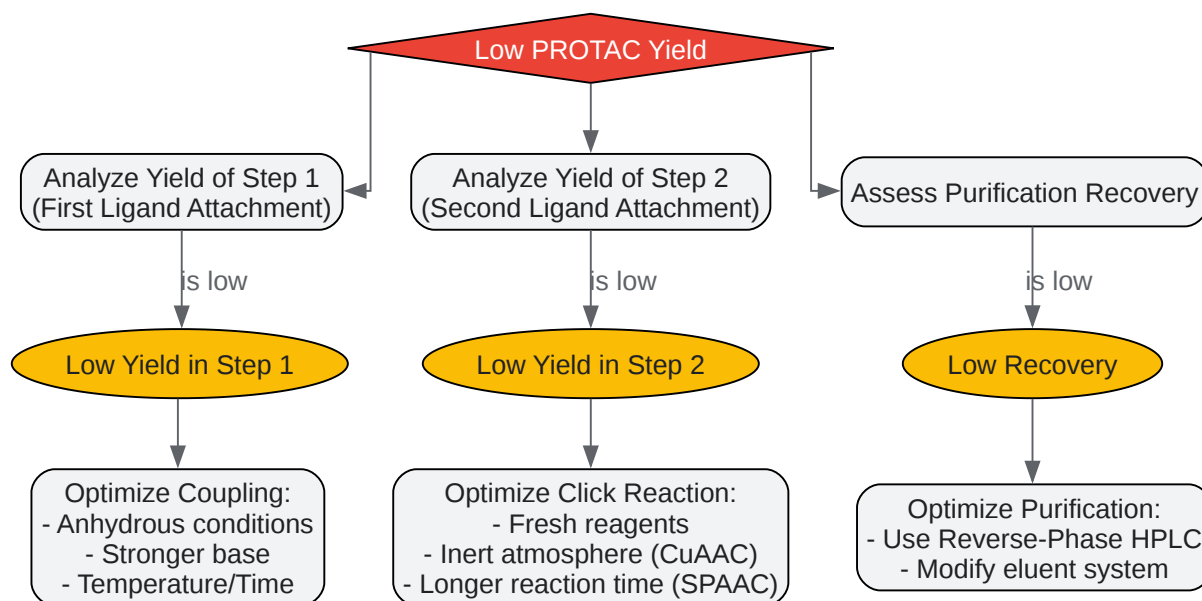 Low PROTAC Yield
Analyze Yield of Step 1
(First Ligand Attachment)
Analyze Yield of Step 2
(Second Ligand Attachment)
Assess Purification Recovery
is low
is low
is low
Low Yield in Step 1
Low Yield in Step 2
Low Recovery
Optimize Coupling:
- Anhydrous conditions
- Stronger base
- Temperature/Time
Optimize Click Reaction:
- Fresh reagents
- Inert atmosphere (CuAAC)
- Longer reaction time (SPAAC)
Optimize Purification:
- Use Reverse-Phase HPLC
- Modify eluent system